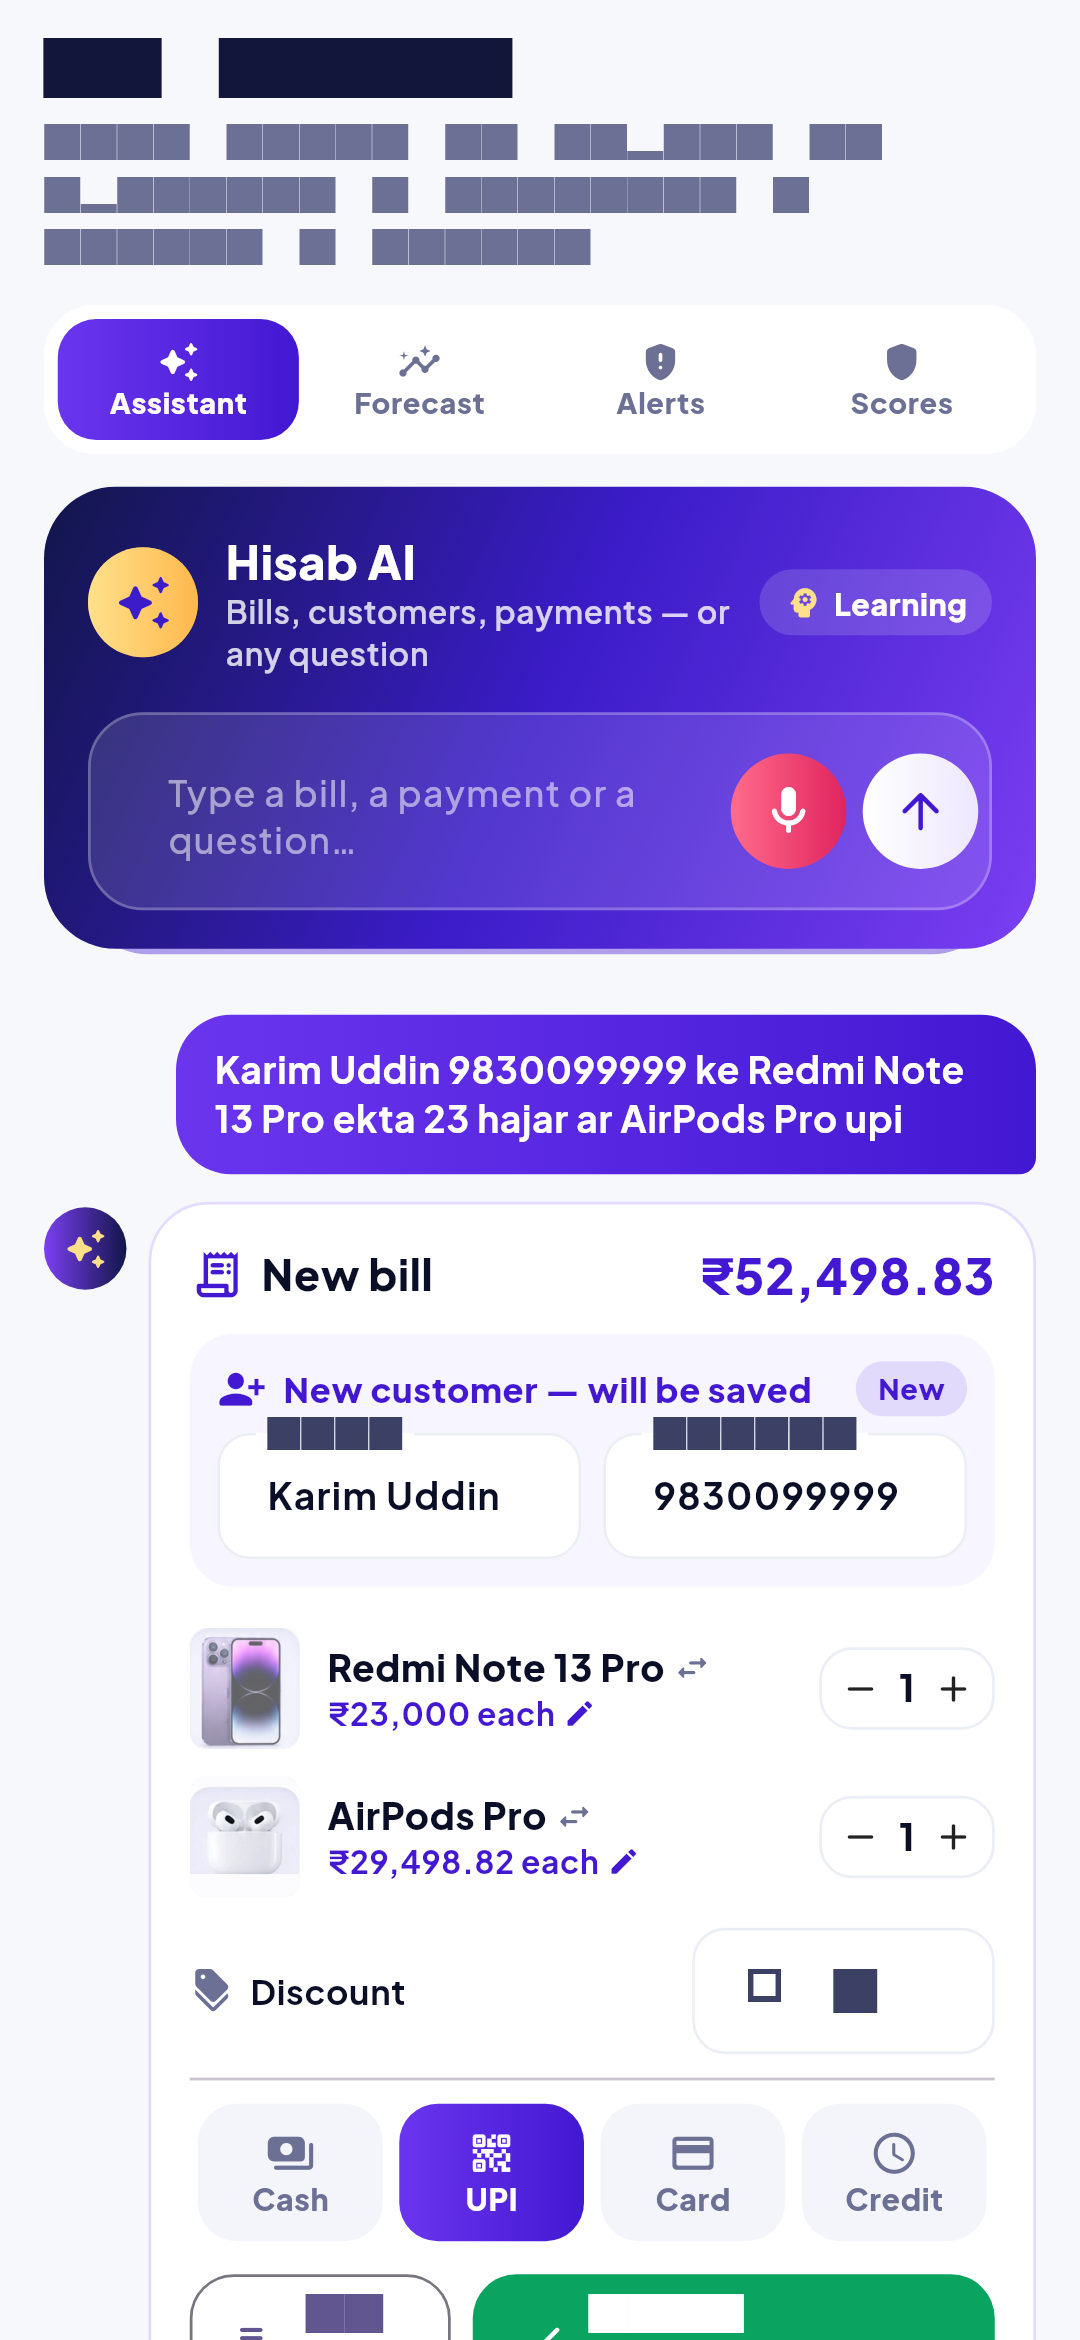 Assistant
Forecast
Alerts
Scores
Hisab AI
Bills, customers, payments — or
any question
Learning
Type a bill, a payment or a
question…
Karim Uddin 9830099999 ke Redmi Note
13 Pro ekta 23 hajar ar AirPods Pro upi
New bill
₹52,498.83
New customer — will be saved
New
Karim Uddin
9830099999
Redmi Note 13 Pro
₹23,000 each
1
AirPods Pro
₹29,498.82 each
1
Discount
Cash
UPI
Card
Credit